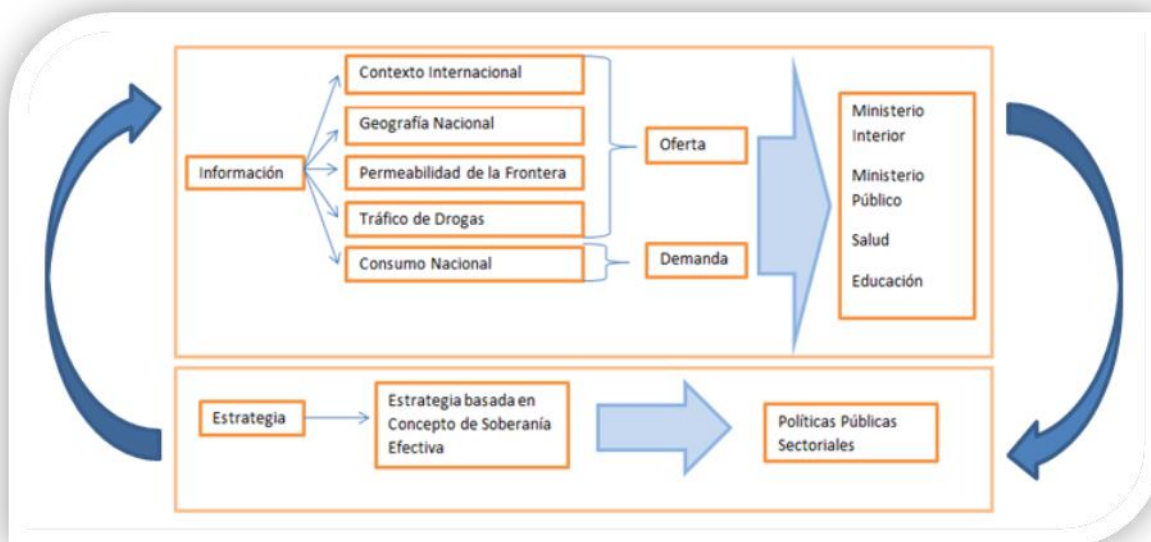 Contexto Internacional
Geografía Nacional
Información
Permeabilidad de la Frontera
Tráfico de Drogas
Consumo Nacional
Oferta
Demanda
Ministerio
Interior
Ministerio
Público
Salud
Educación
Estrategia
Estrategia basada en
Concepto de Soberanía
Efectiva
Políticas Públicas
Sectoriales